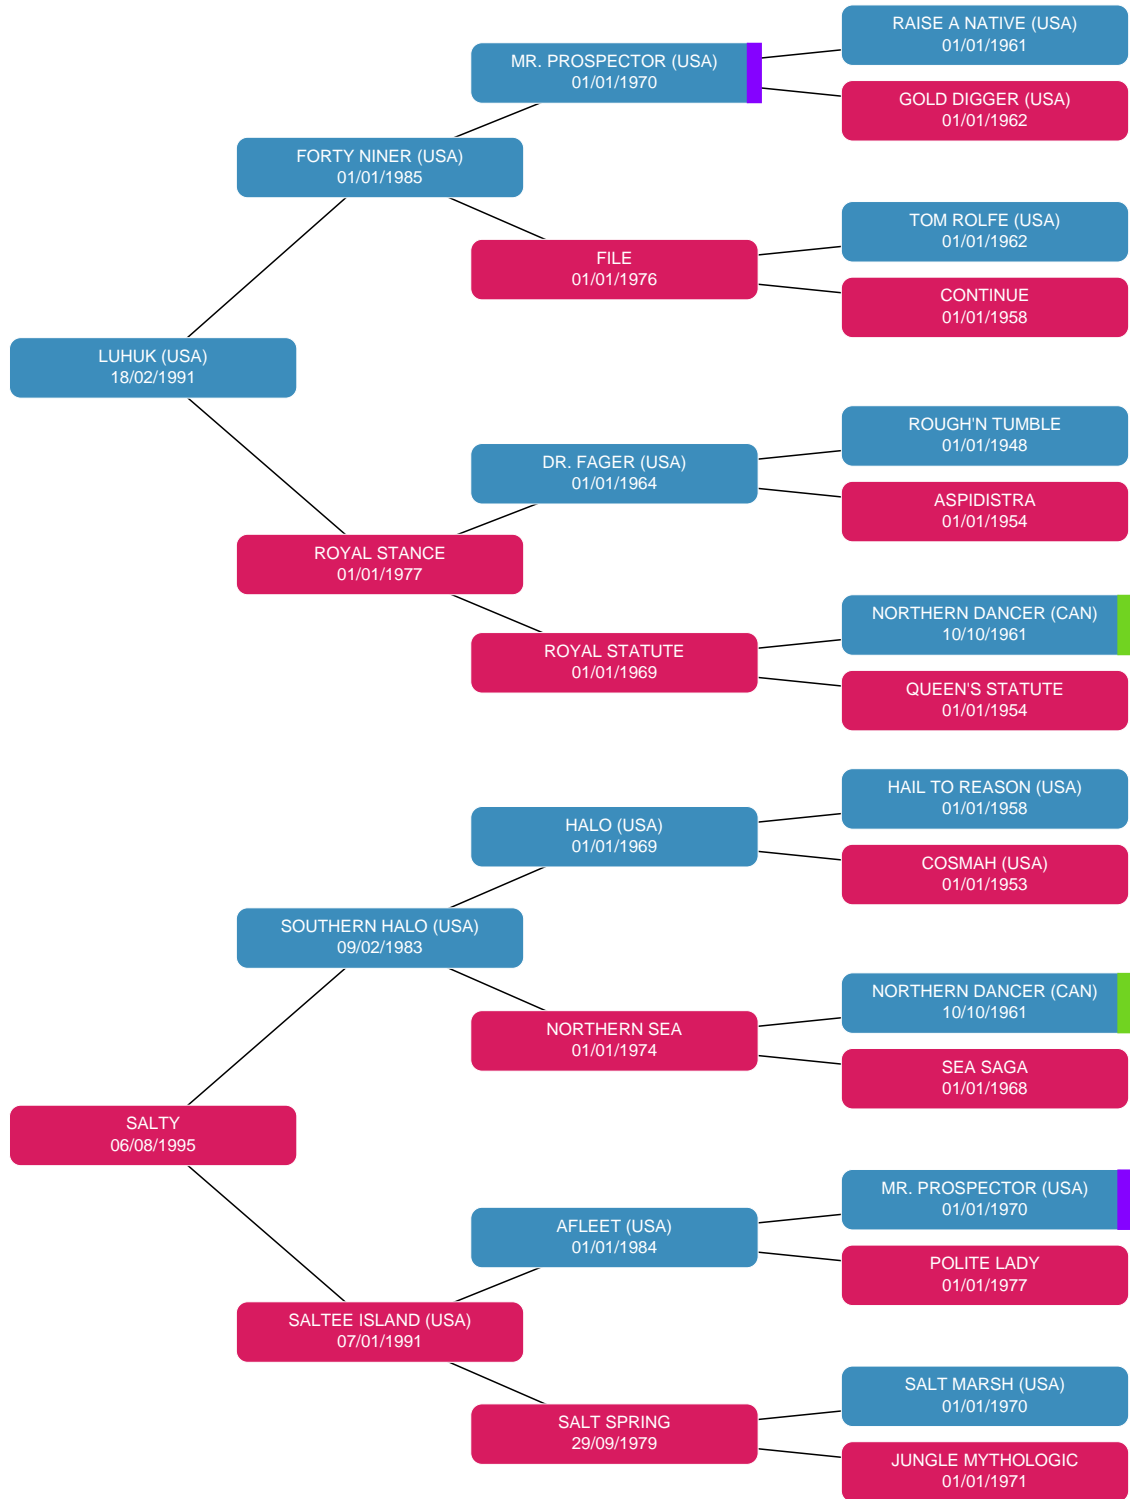 RAISE A NATIVE (USA)
01/01/1961
MR. PROSPECTOR (USA)
01/01/1970
GOLD DIGGER (USA)
01/01/1962
FORTY NINER (USA)
01/01/1985
TOM ROLFE (USA)
01/01/1962
FILE
01/01/1976
CONTINUE
01/01/1958
LUHUK (USA)
18/02/1991
ROUGH'N TUMBLE
01/01/1948
DR. FAGER (USA)
01/01/1964
ASPIDISTRA
01/01/1954
ROYAL STANCE
01/01/1977
NORTHERN DANCER (CAN)
10/10/1961
ROYAL STATUTE
01/01/1969
QUEEN'S STATUTE
01/01/1954
HAIL TO REASON (USA)
01/01/1958
HALO (USA)
01/01/1969
COSMAH (USA)
01/01/1953
SOUTHERN HALO (USA)
09/02/1983
NORTHERN DANCER (CAN)
10/10/1961
NORTHERN SEA
01/01/1974
SEA SAGA
01/01/1968
SALTY
06/08/1995
MR. PROSPECTOR (USA)
01/01/1970
AFLEET (USA)
01/01/1984
POLITE LADY
01/01/1977
SALTEE ISLAND (USA)
07/01/1991
SALT MARSH (USA)
01/01/1970
SALT SPRING
29/09/1979
JUNGLE MYTHOLOGIC
01/01/1971